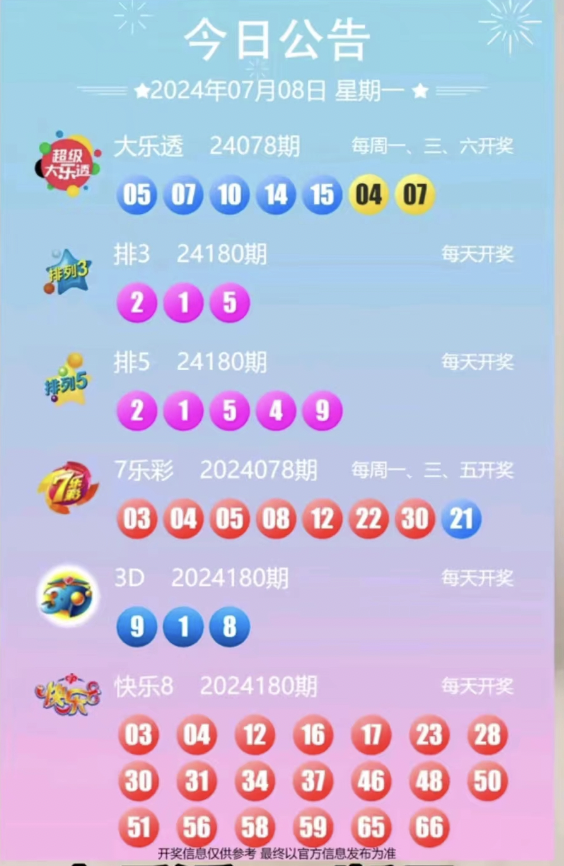 今日公告
★2024年07月08日 星期一 ★
超级
大乐透
大乐透 24078期 每周一、三、六开奖
05 07 10 14 15 04 07
排列3
排3 24180期 每天开奖
2 1 5
排列5
排5 24180期 每天开奖
2 1 5 4 9
7乐彩
7乐彩 2024078期 每周一、三、五开奖
03 04 05 08 12 22 30 21
3D 2024180期 每天开奖
9 1 8
快乐8 2024180期 每天开奖
03 04 12 16 17 23 28
30 31 34 37 46 48 50
51 56 58 59 65 66
开奖信息仅供参考 最终以官方信息发布为准